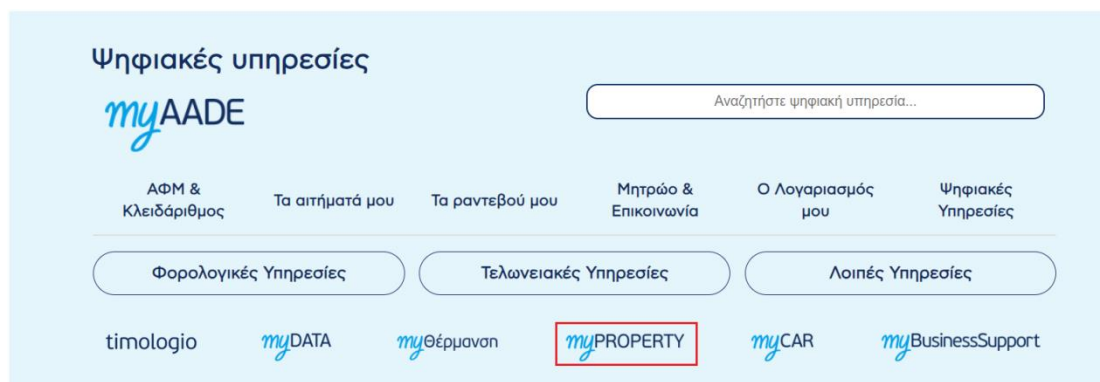 Ψηφιακές υπηρεσίες
myAADE
Αναζητήστε ψηφιακή υπηρεσία...
ΑΦΜ &
Κλειδάριθμος
Τα αιτήματά μου
Τα ραντεβού μου
Μητρώο &
Επικοινωνία
Ο Λογαριασμός
μου
Ψηφιακές
Υπηρεσίες
Φορολογικές Υπηρεσίες
Τελωνειακές Υπηρεσίες
Λοιπές Υπηρεσίες
timologio
myDATA
myΘέρμανση
myPROPERTY
myCAR
myBusinessSupport